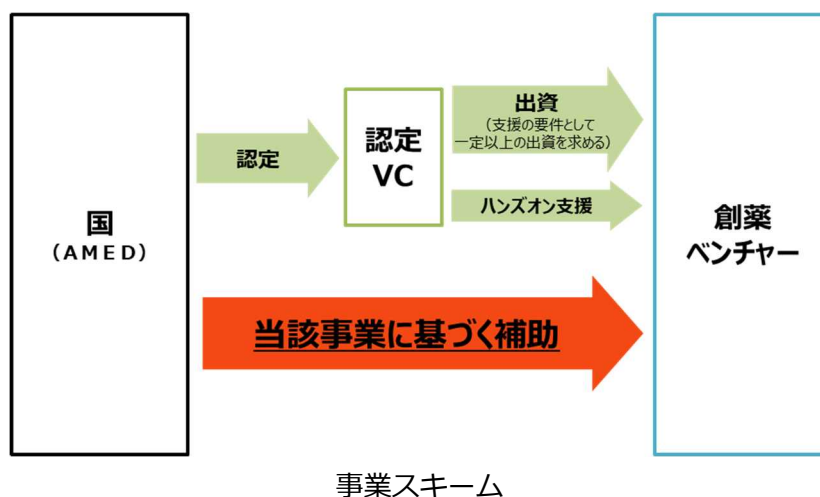 国
（AMED）
認定
認定
VC
出資
（支援の要件として
一定以上の出資を求める）
ハンズオン支援
当該事業に基づく補助
創薬
ベンチャー
事業スキーム